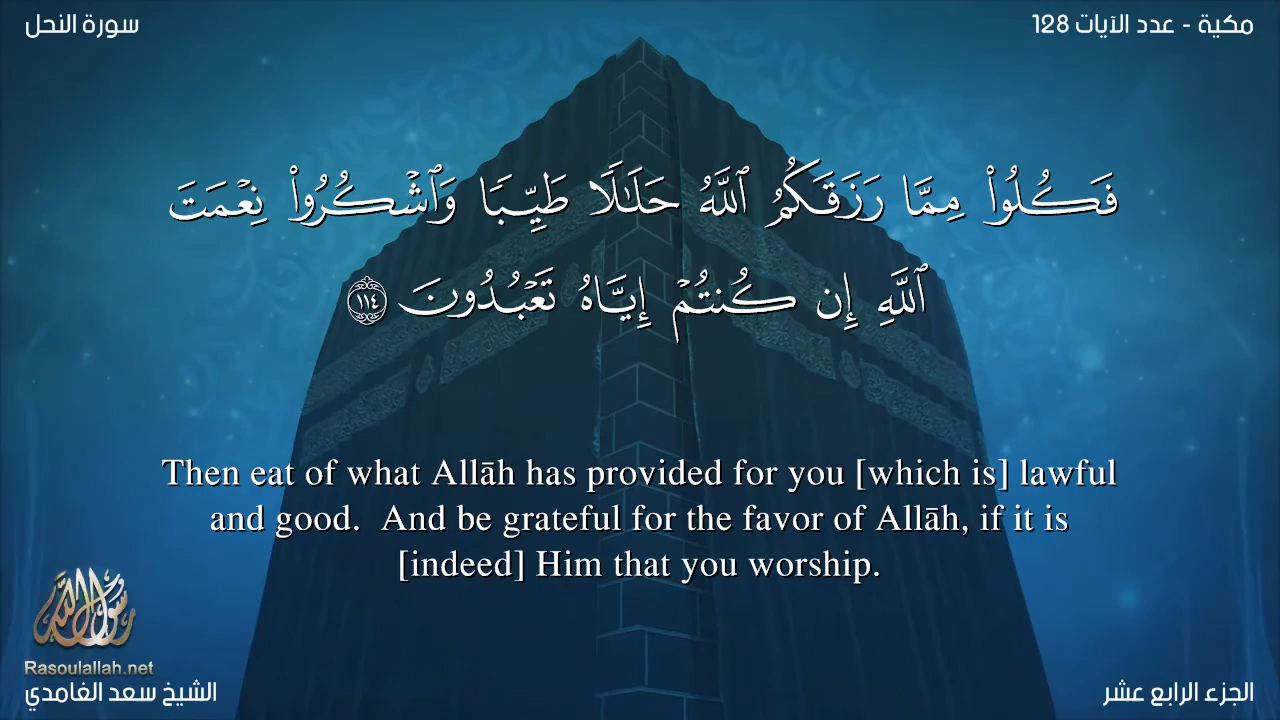 مكية - عدد الآيات 128
سورة النحل
فَكُلُوا۟ مِمَّا رَزَقَكُمُ ٱللَّهُ حَلَـٰلًا طَيِّبًا وَٱشْكُرُوا۟ نِعْمَتَ
ٱللَّهِ إِن كُنتُمْ إِيَّاهُ تَعْبُدُونَ ١١٤
Then eat of what Allāh has provided for you [which is] lawful
and good. And be grateful for the favor of Allāh, if it is
[indeed] Him that you worship.
رسول الله
Rasoulallah.net
الشيخ سعد الغامدي
الجزء الرابع عشر